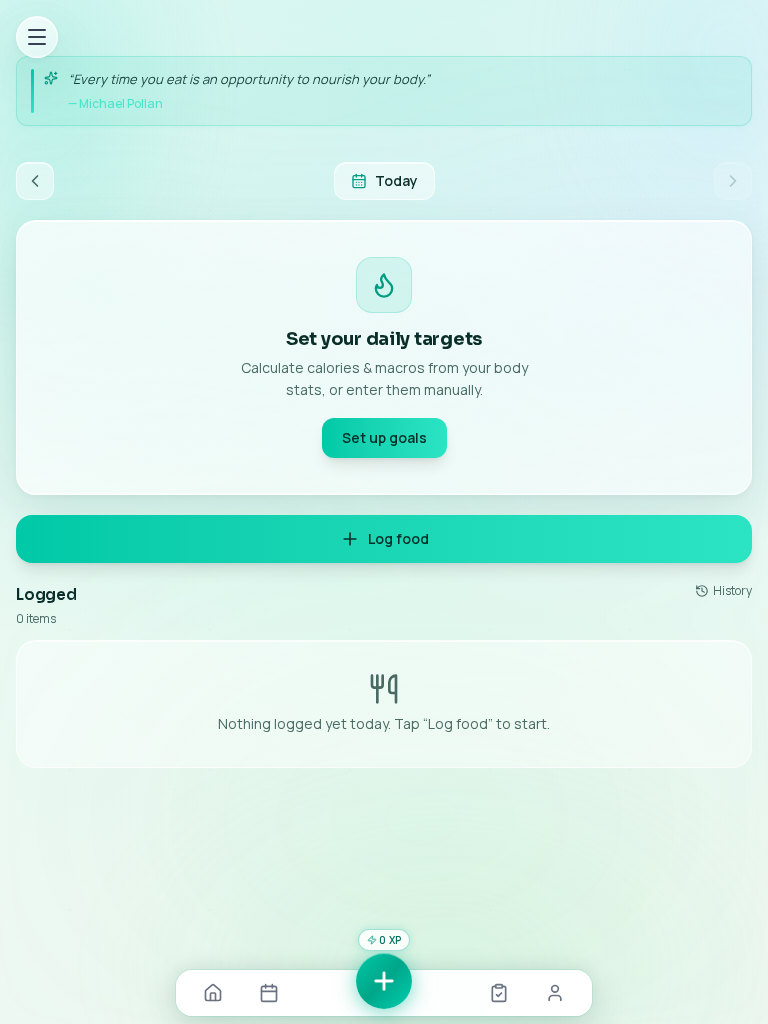 “Every time you eat is an opportunity to nourish your body.”
— Michael Pollan
Today
Set your daily targets
Calculate calories & macros from your body
stats, or enter them manually.
Set up goals
Log food
Logged
History
0 items
Nothing logged yet today. Tap “Log food” to start.
0 XP